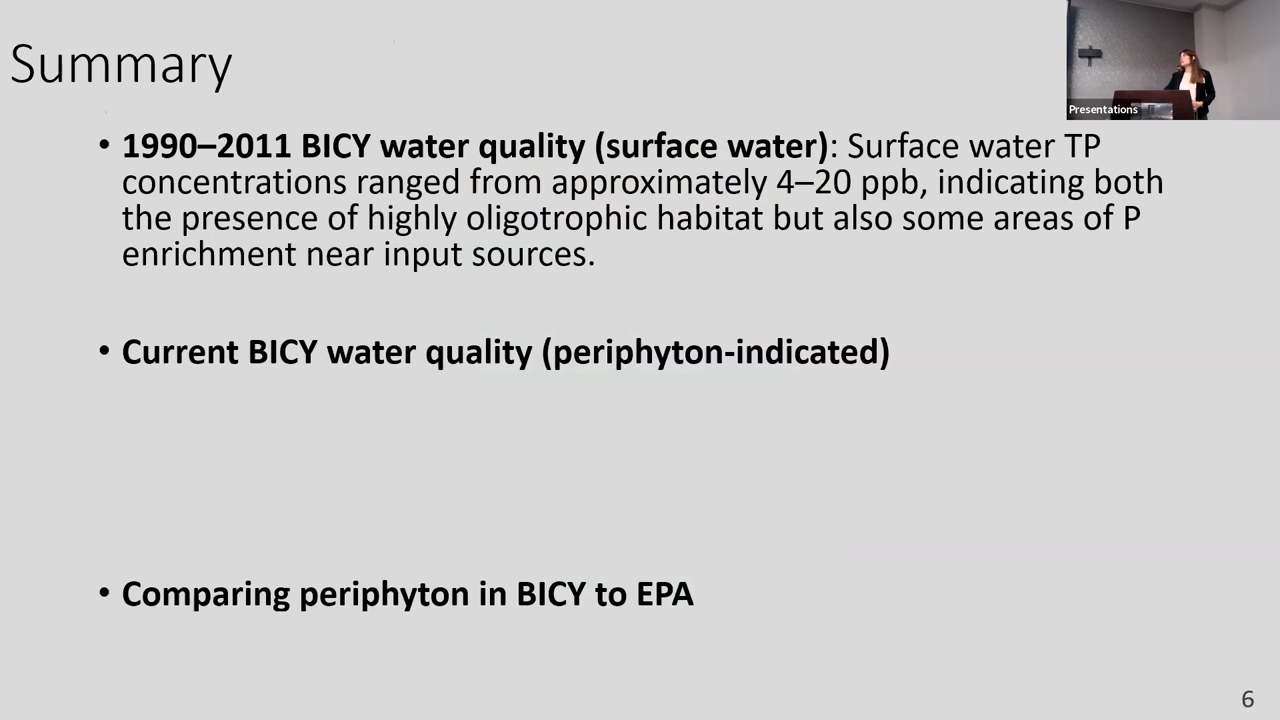 Summary
Presentations
• 1990–2011 BICY water quality (surface water): Surface water TP
concentrations ranged from approximately 4–20 ppb, indicating both
the presence of highly oligotrophic habitat but also some areas of P
enrichment near input sources.
• Current BICY water quality (periphyton-indicated)
• Comparing periphyton in BICY to EPA
6